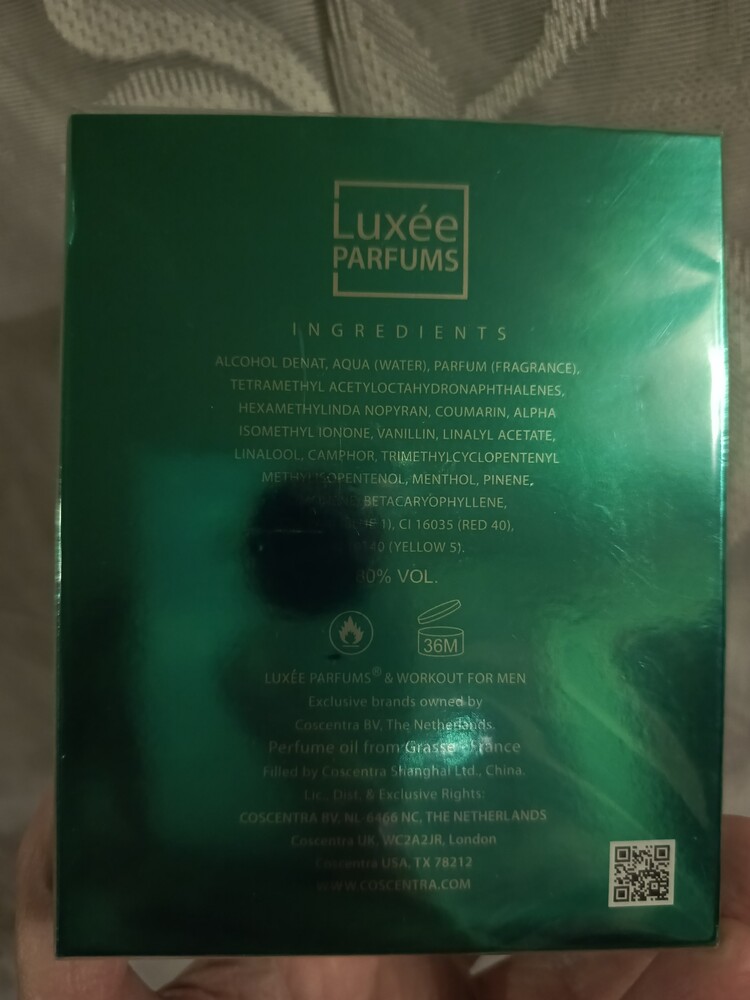 Luxée
PARFUMS
INGREDIENTS
ALCOHOL DENAT, AQUA (WATER), PARFUM (FRAGRANCE),
TETRAMETHYL ACETYLOCTAHYDRONAPHTHALENES,
HEXAMETHYLINDA NOPYRAN, COUMARIN, ALPHA
ISOMETHYL IONONE, VANILLIN, LINALYL ACETATE,
LINALOOL, CAMPHOR, TRIMETHYLCYCLOPENTENYL
METHYLISOPENTENOL, MENTHOL, PINENE,
BETACARYOPHYLLENE,
1), CI 16035 (RED 40),
(YELLOW 5).
80% VOL.
36M
LUXÉE PARFUMS® & WORKOUT FOR MEN
Exclusive brands owned by
Coscentra BV, The Netherlands.
Perfume oil from Grasse - France
Filled by Coscentra Shanghai Ltd., China.
Lic., Dist. & Exclusive Rights:
COSCENTRA BV, NL-6466 NC, THE NETHERLANDS
Coscentra UK, WC2A2JR, London
Coscentra USA, TX 78212
WWW.COSCENTRA.COM